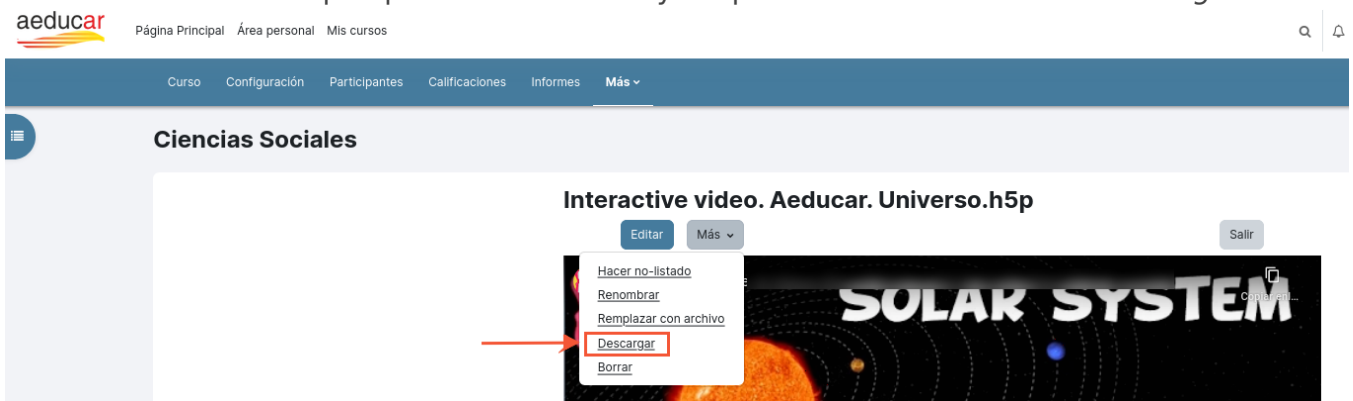 aeducar
Página Principal Área personal Mis cursos
Curso Configuración Participantes Calificaciones Informes Más
Ciencias Sociales
Interactive video. Aeducar. Universo.h5p
Editar Más Salir
Hacer no-listado
Renombrar
Remplazar con archivo
Descargar
Borrar
SOLAR SYSTEM